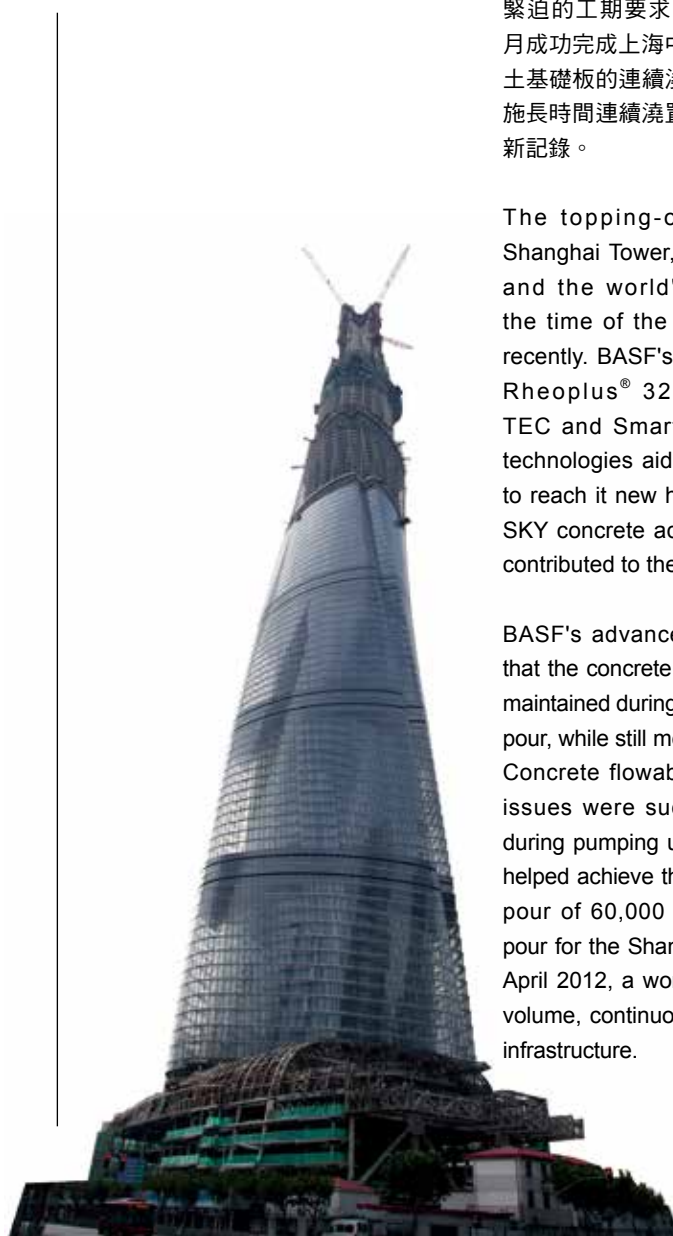 緊迫的工期要求
月成功完成上海中
土基礎板的連續澆
施長時間連續澆置
新記錄。
The topping-o
Shanghai Tower,
and the world'
the time of the
recently. BASF's
Rheoplus® 32
TEC and Smar
technologies aid
to reach it new h
SKY concrete ad
contributed to the
BASF's advance
that the concrete
maintained during
pour, while still me
Concrete flowab
issues were suc
during pumping u
helped achieve th
pour of 60,000
pour for the Shan
April 2012, a wor
volume, continuo
infrastructure.